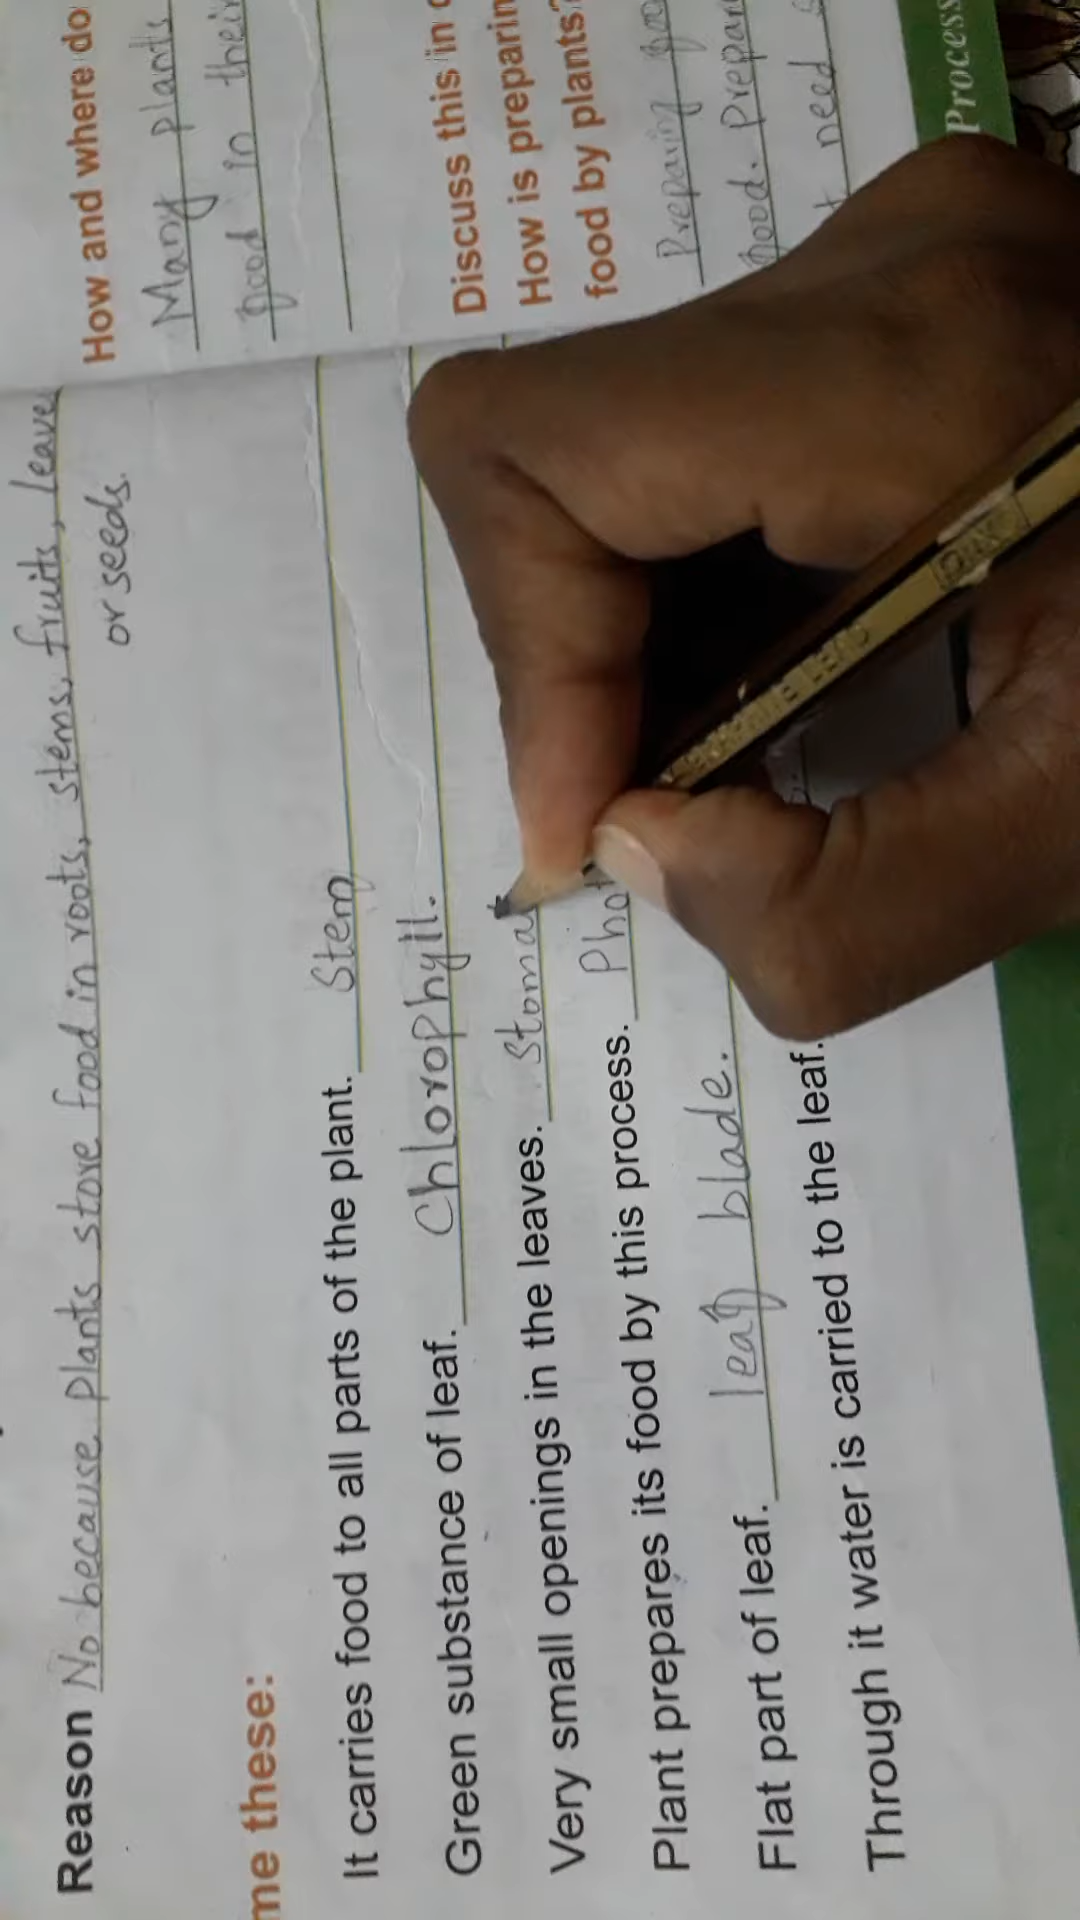 Reason No because plants store food in roots, stems, fruits, leave
or seeds.
me these:
It carries food to all parts of the plant. Stem
Green substance of leaf. Chlorophyll.
Very small openings in the leaves. Stoma
Plant prepares its food by this process. Phot
Flat part of leaf. leaf blade.
Through it water is carried to the leaf.
How and where do
Many plants
food in their
Discuss this in
How is preparin
food by plants?
Preparing foo
food. Prepar
need
Process